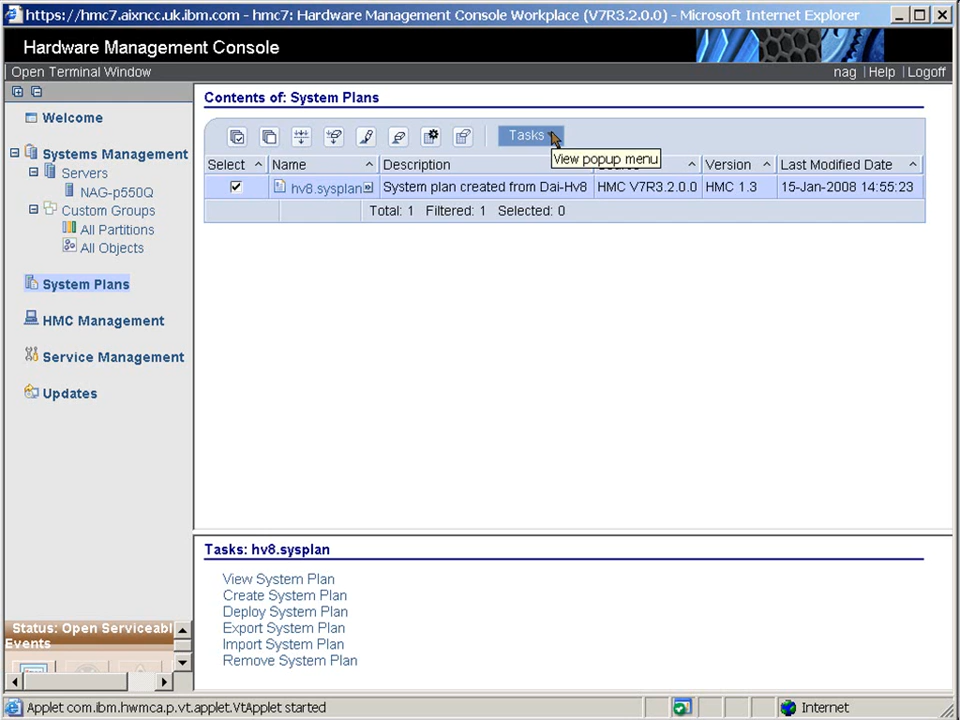 https://hmc7.aixncc.uk.ibm.com - hmc7: Hardware Management Console Workplace (V7R3.2.0.0) - Microsoft Internet Explorer
Hardware Management Console
Open Terminal Window
nag | Help | Logoff
Welcome
Systems Management
Servers
NAG-p550Q
Custom Groups
All Partitions
All Objects
System Plans
HMC Management
Service Management
Updates
Status: Open Serviceabl
Events
Contents of: System Plans
Tasks
View popup menu
Select ^ Name ^ Description ^ Version ^ Last Modified Date ^
hv8.sysplan System plan created from Dai-Hv8 HMC V7R3.2.0.0 HMC 1.3 15-Jan-2008 14:55:23
Total: 1 Filtered: 1 Selected: 0
Tasks: hv8.sysplan
View System Plan
Create System Plan
Deploy System Plan
Export System Plan
Import System Plan
Remove System Plan
Applet com.ibm.hwmca.p.vt.applet.VtApplet started
Internet